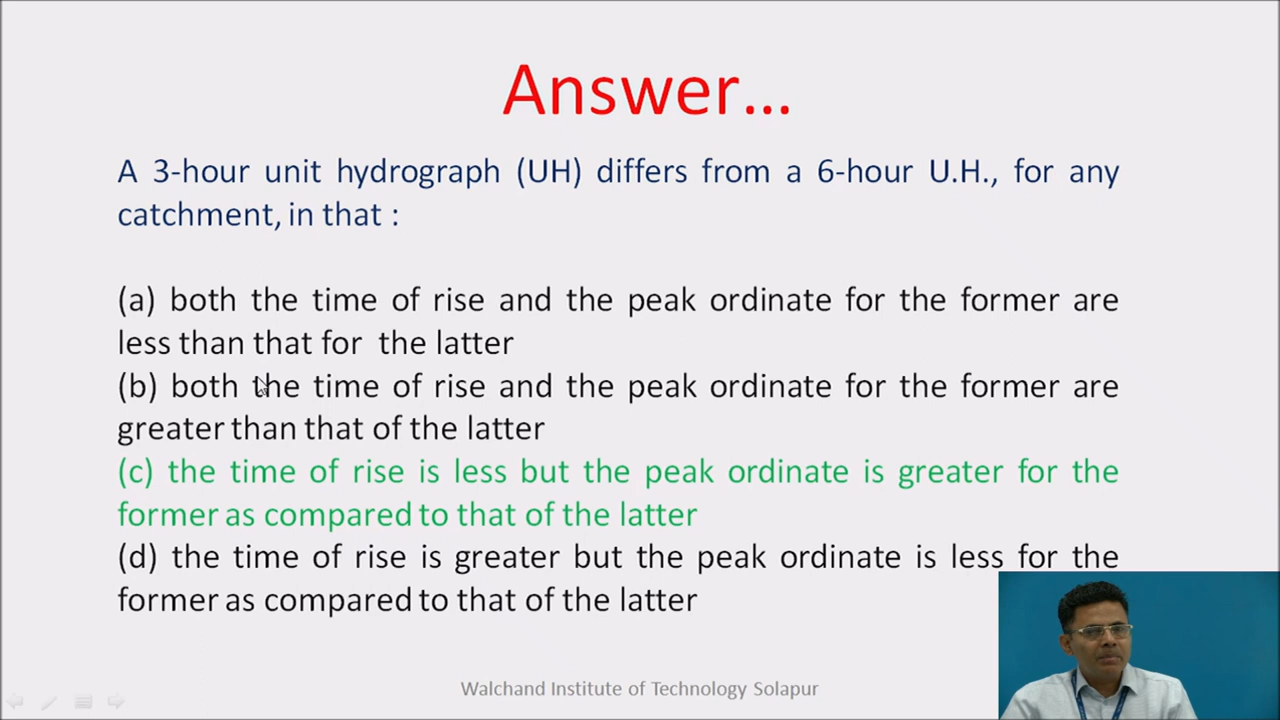 Answer...
A 3-hour unit hydrograph (UH) differs from a 6-hour U.H., for any
catchment, in that :
(a) both the time of rise and the peak ordinate for the former are
less than that for the latter
(b) both the time of rise and the peak ordinate for the former are
greater than that of the latter
(c) the time of rise is less but the peak ordinate is greater for the
former as compared to that of the latter
(d) the time of rise is greater but the peak ordinate is less for the
former as compared to that of the latter
Walchand Institute of Technology Solapur